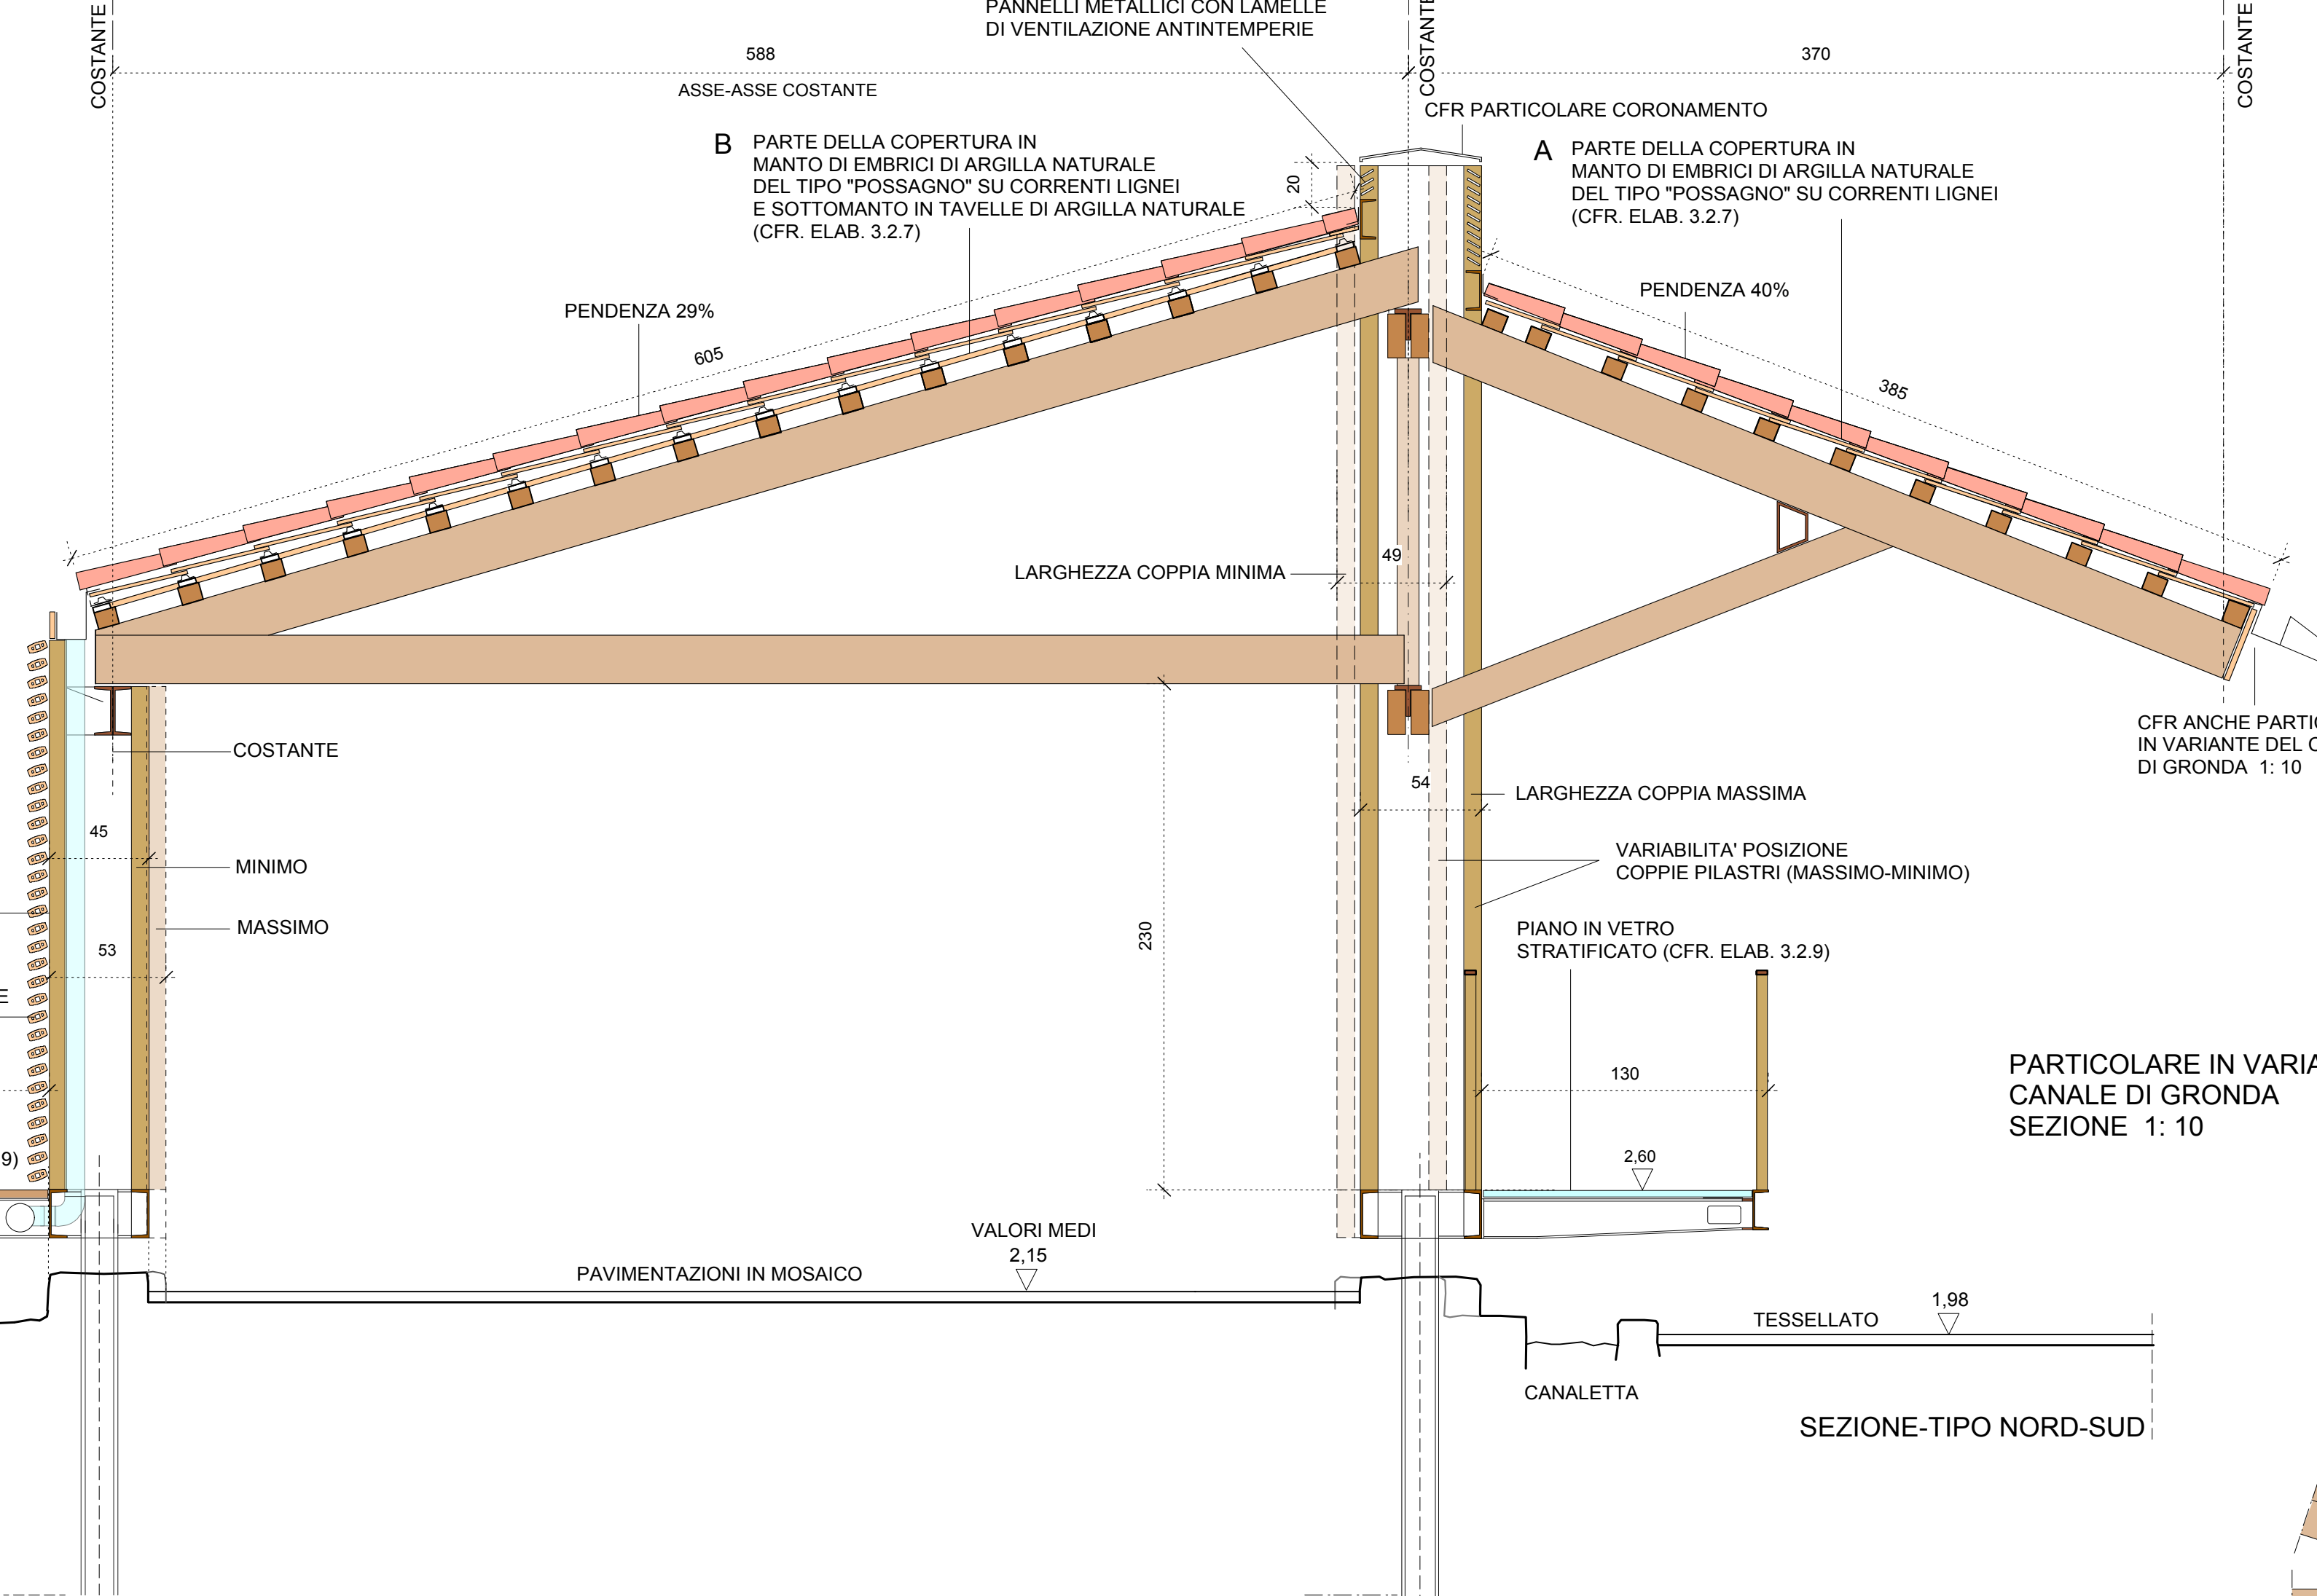 COSTANTE
588
ASSE-ASSE COSTANTE
PANNELLI METALLICI CON LAMELLE
DI VENTILAZIONE ANTINTEMPERIE
COSTANTE
370
COSTANTE
CFR PARTICOLARE CORONAMENTO
B PARTE DELLA COPERTURA IN
MANTO DI EMBRICI DI ARGILLA NATURALE
DEL TIPO "POSSAGNO" SU CORRENTI LIGNEI
E SOTTOMANTO IN TAVELLE DI ARGILLA NATURALE
(CFR. ELAB. 3.2.7)
20
A PARTE DELLA COPERTURA IN
MANTO DI EMBRICI DI ARGILLA NATURALE
DEL TIPO "POSSAGNO" SU CORRENTI LIGNEI
(CFR. ELAB. 3.2.7)
PENDENZA 29%
PENDENZA 40%
605
385
49
LARGHEZZA COPPIA MINIMA
CFR ANCHE
IN VARIANTE DEL
DI GRONDA 1: 10
COSTANTE
54
LARGHEZZA COPPIA MASSIMA
45
MINIMO
VARIABILITA' POSIZIONE
COPPIE PILASTRI (MASSIMO-MINIMO)
MASSIMO
53
230
PIANO IN VETRO
STRATIFICATO (CFR. ELAB. 3.2.9)
E
130
PARTICOLARE IN
CANALE DI GRONDA
SEZIONE 1: 10
9)
2,60
VALORI MEDI
2,15
PAVIMENTAZIONI IN MOSAICO
1,98
TESSELLATO
CANALETTA
SEZIONE-TIPO NORD-SUD